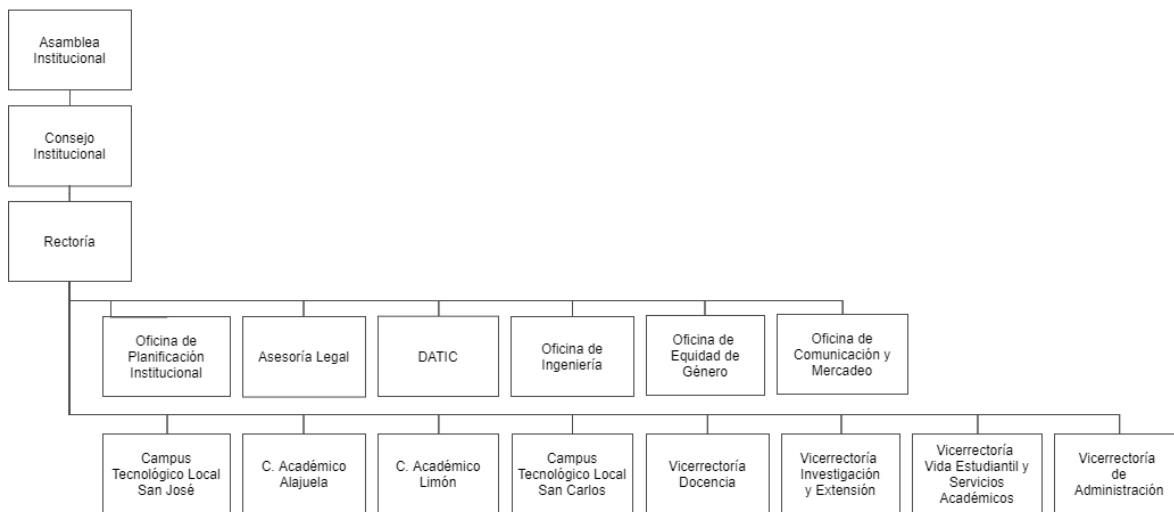 Asamblea
Institucional
Consejo
Institucional
Rectoría
Oficina de
Planificación
Institucional
Asesoría Legal
DATIC
Oficina de
Ingeniería
Oficina de
Equidad de
Género
Oficina de
Comunicación y
Mercadeo
Campus
Tecnológico Local
San José
C. Académico
Alajuela
C. Académico
Limón
Campus
Tecnológico Local
San Carlos
Vicerrectoría
Docencia
Vicerrectoría
Investigación
y Extensión
Vicerrectoría
Vida Estudiantil y
Servicios
Académicos
Vicerrectoría
de
Administración